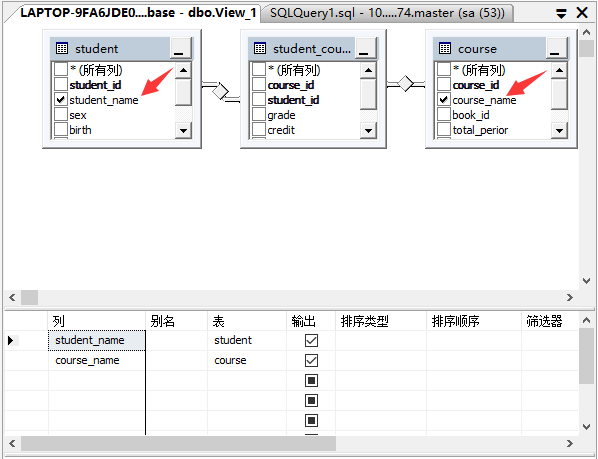 LAPTOP-9FA6JDE0....base - dbo.View_1 SQLQuery1.sql - 10.....74.master (sa (53))
student student_cou... course
* (所有列) * (所有列) * (所有列)
student_id course_id course_id
student_name student_id course_name
sex grade book_id
birth credit total_perior
列 别名 表 输出 排序类型 排序顺序 筛选器
student_name student
course_name course